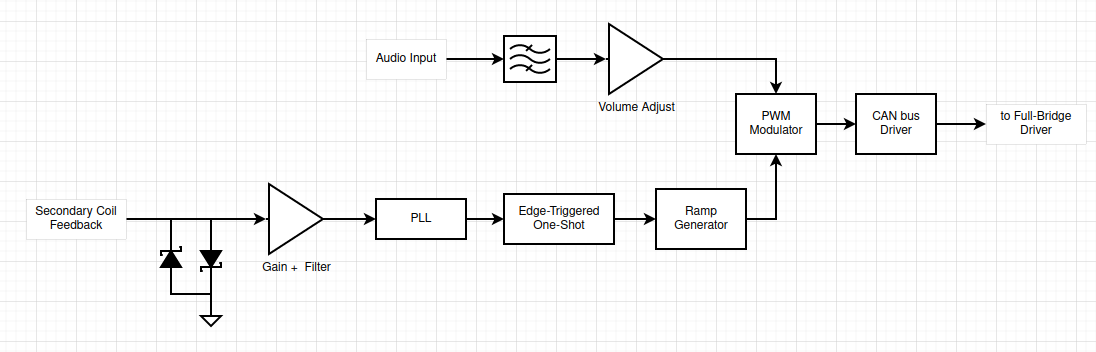 Audio Input
Volume Adjust
PWM
Modulator
CAN bus
Driver
to Full-Bridge
Driver
Secondary Coil
Feedback
Gain + Filter
PLL
Edge-Triggered
One-Shot
Ramp
Generator